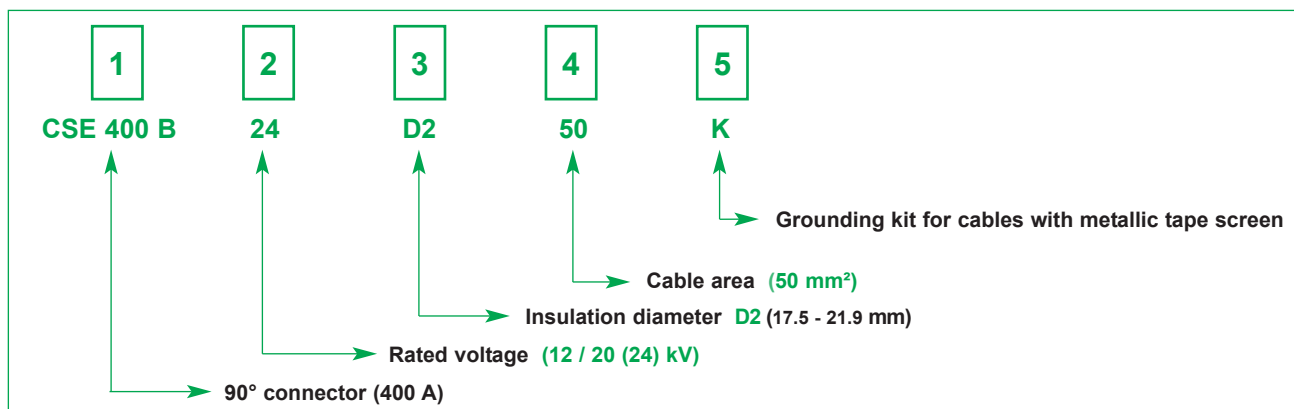 1 2 3 4 5
CSE 400 B 24 D2 50 K
Grounding kit for cables with metallic tape screen
Cable area (50 mm²)
Insulation diameter D2 (17.5 - 21.9 mm)
Rated voltage (12 / 20 (24) kV)
90° connector (400 A)